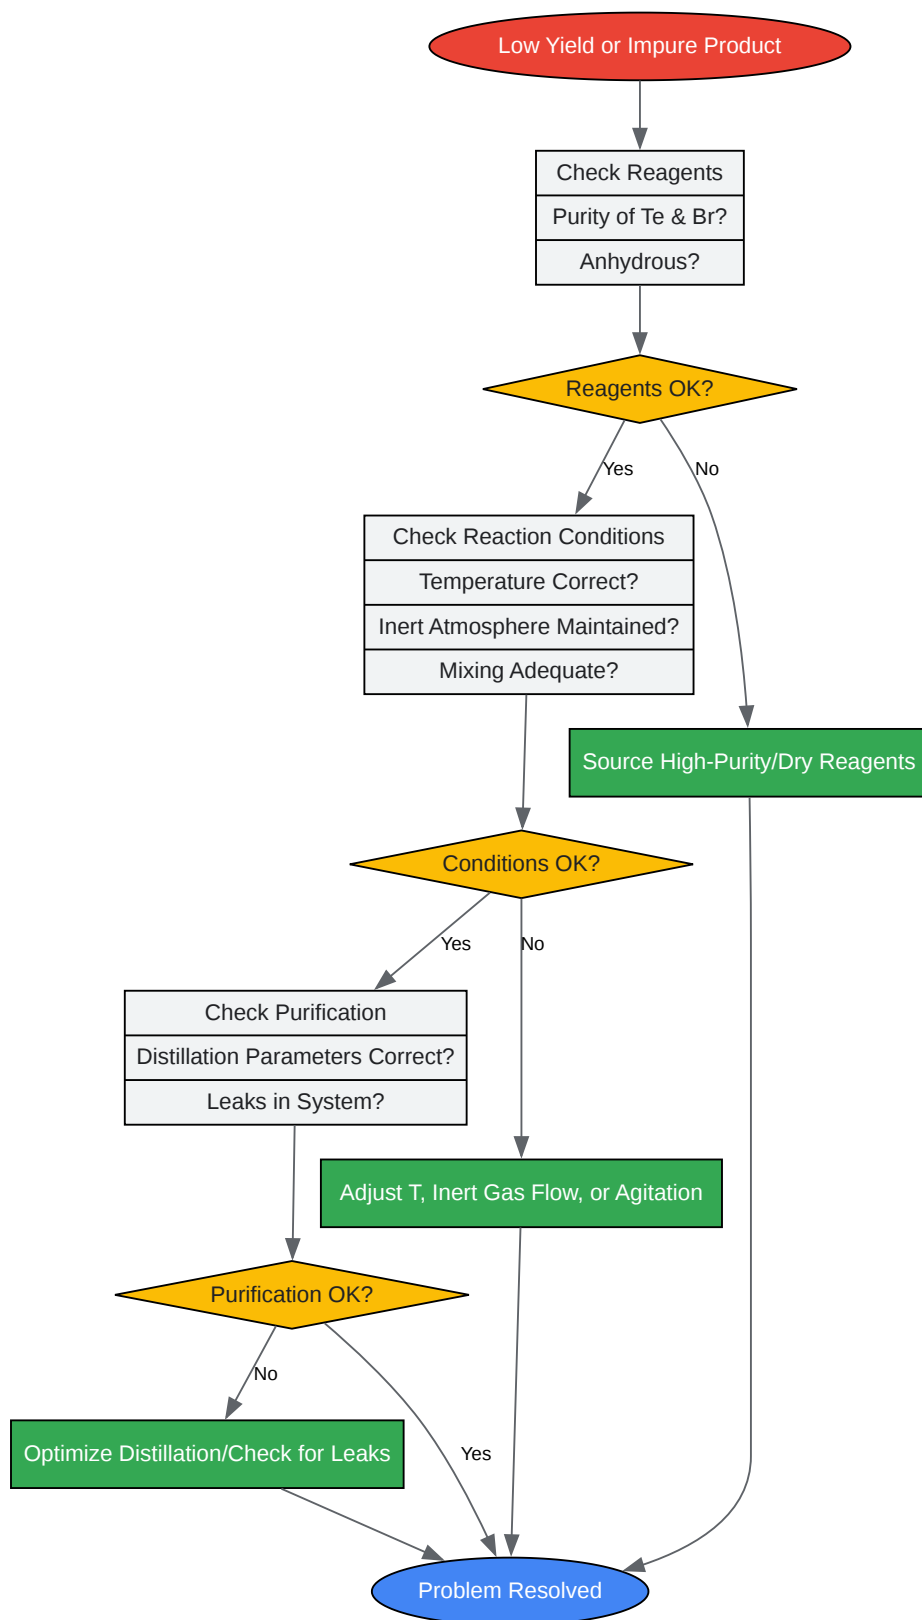 Low Yield or Impure Product
Check Reagents
Purity of Te & Br?
Anhydrous?
Reagents OK?
Yes
No
Check Reaction Conditions
Temperature Correct?
Inert Atmosphere Maintained?
Mixing Adequate?
Source High-Purity/Dry Reagents
Conditions OK?
Yes
No
Check Purification
Distillation Parameters Correct?
Leaks in System?
Adjust T, Inert Gas Flow, or Agitation
Purification OK?
No
Yes
Optimize Distillation/Check for Leaks
Problem Resolved